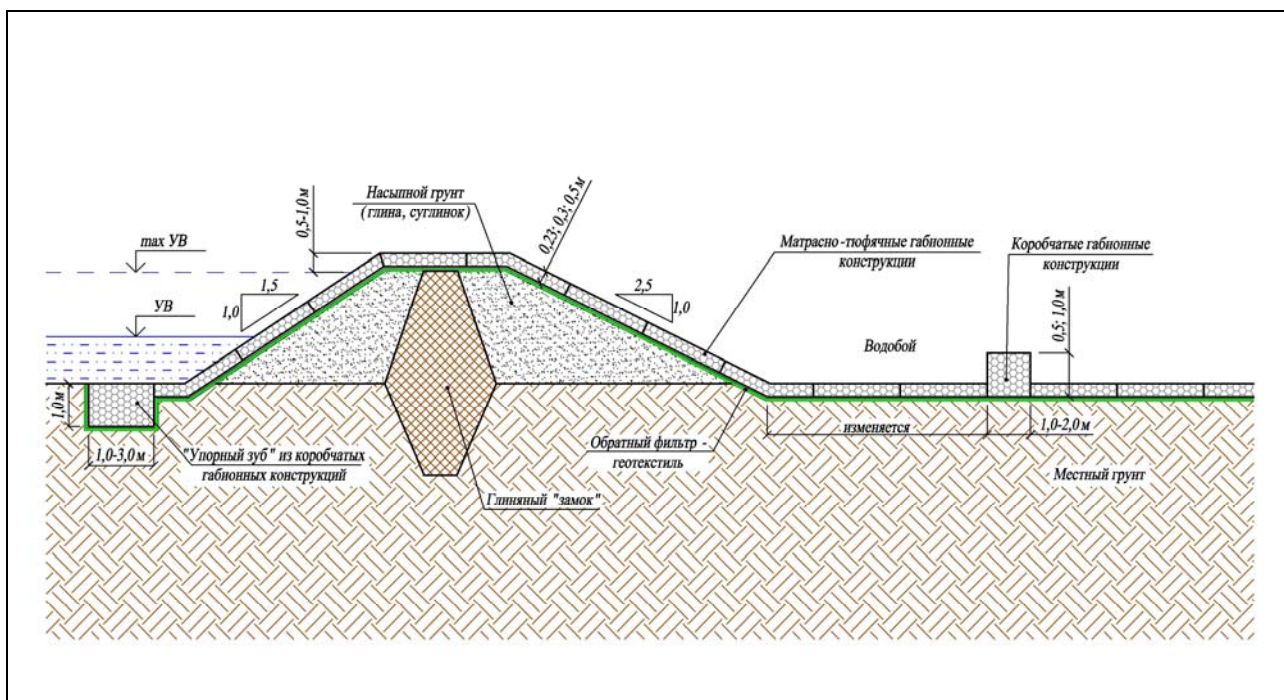 0,5-1,0м
Насыпной грунт
(глина, суглинок)
0,23; 0,3; 0,5м
max УВ
1,5
1,0
УВ
2,5
1,0
Матрасно-тюфячные габионные
конструкции
Коробчатые габионные
конструкции
0,5; 1,0м
Водобой
1,0м
1,0-3,0м
"Упорный зуб" из коробчатых
габионных конструкций
Глиняный "замок"
Обратный фильтр -
геотекстиль
изменяется
1,0-2,0м
Местный грунт